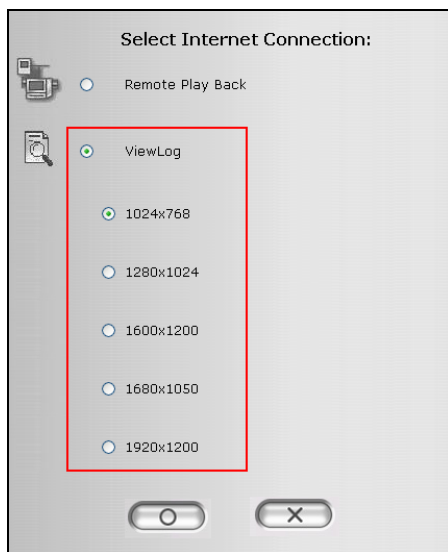 Select Internet Connection:
Remote Play Back
ViewLog
1024x768
1280x1024
1600x1200
1680x1050
1920x1200